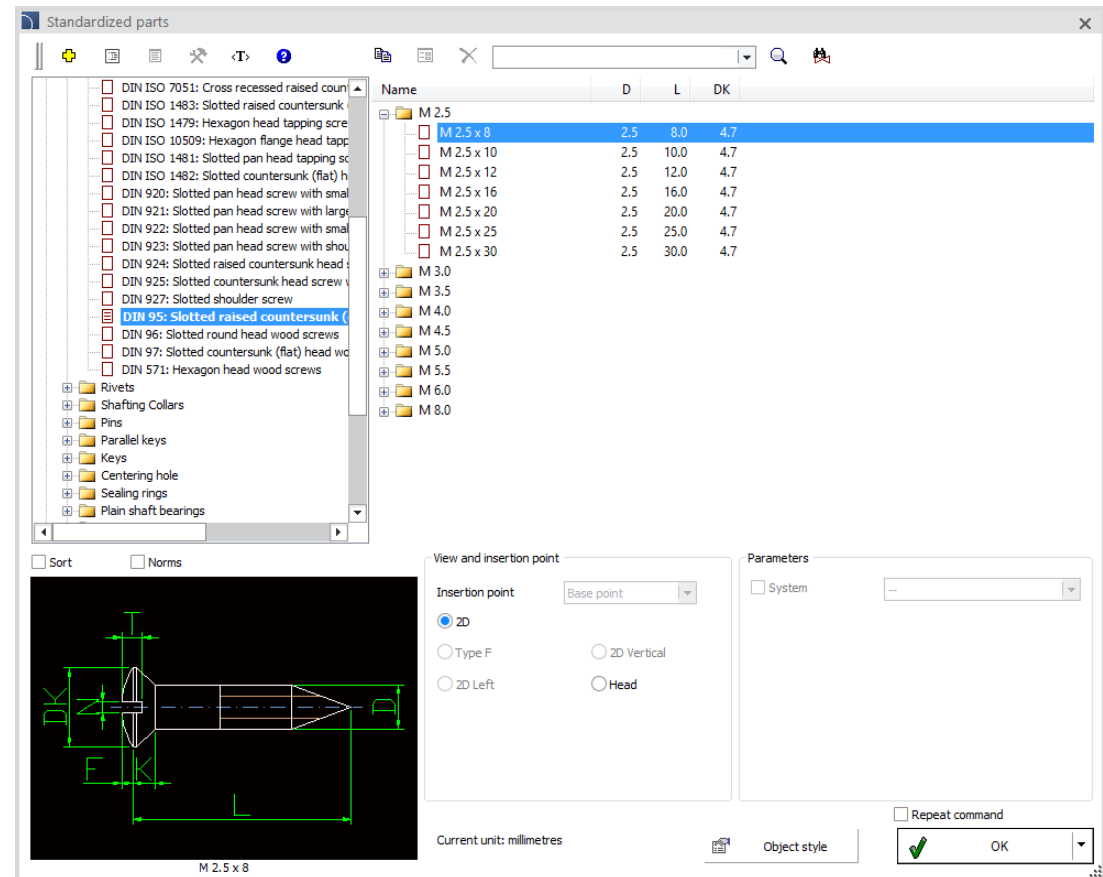 Standardized parts
<T>
DIN ISO 7051: Cross recessed raised coun
DIN ISO 1483: Slotted raised countersunk
DIN ISO 1479: Hexagon head tapping scre
DIN ISO 10509: Hexagon flange head tapp
DIN ISO 1481: Slotted pan head tapping sc
DIN ISO 1482: Slotted countersunk (flat) h
DIN 920: Slotted pan head screw with smal
DIN 921: Slotted pan head screw with large
DIN 922: Slotted pan head screw with smal
DIN 923: Slotted pan head screw with shou
DIN 924: Slotted raised countersunk head s
DIN 925: Slotted countersunk head screw w
DIN 927: Slotted shoulder screw
DIN 95: Slotted raised countersunk (
DIN 96: Slotted round head wood screws
DIN 97: Slotted countersunk (flat) head wo
DIN 571: Hexagon head wood screws
Rivets
Shafting Collars
Pins
Parallel keys
Keys
Centering hole
Sealing rings
Plain shaft bearings
Name D L DK
M 2.5
M 2.5 x 8 2.5 8.0 4.7
M 2.5 x 10 2.5 10.0 4.7
M 2.5 x 12 2.5 12.0 4.7
M 2.5 x 16 2.5 16.0 4.7
M 2.5 x 20 2.5 20.0 4.7
M 2.5 x 25 2.5 25.0 4.7
M 2.5 x 30 2.5 30.0 4.7
M 3.0
M 3.5
M 4.0
M 4.5
M 5.0
M 5.5
M 6.0
M 8.0
Sort Norms
T
DK
N
D
F K
L
M 2.5 x 8
View and insertion point
Insertion point Base point
2D
Type F 2D Vertical
2D Left Head
Parameters
System --
Current unit: millimetres
Object style
Repeat command
OK